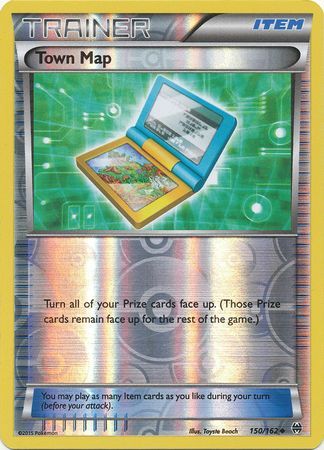 TRAINER
ITEM
Town Map
Turn all of your Prize cards face up. (Those Prize
cards remain face up for the rest of the game.)
You may play as many Item cards as you like during your turn
(before your attack).
©2015 Pokémon
Illus. Toyste Beach
150/162